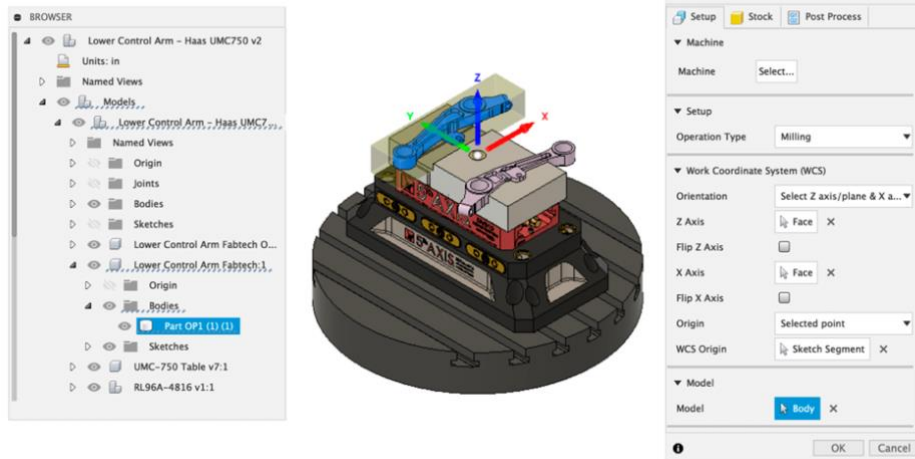 BROWSER
Lower Control Arm - Haas UMC750 v2
Units: in
Named Views
Models
Lower Control Arm - Haas UMC7...
Named Views
Origin
Joints
Bodies
Sketches
Lower Control Arm Fabtech O...
Lower Control Arm Fabtech:1
Origin
Bodies
Part OP1 (1) (1)
Sketches
UMC-750 Table v7:1
RL96A-4816 v1:1
Z
Y
X
5 AXIS
Setup Stock Post Process
Machine
Machine Select...
Setup
Operation Type Milling
Work Coordinate System (WCS)
Orientation Select Z axis/plane & X a...
Z Axis Face
Flip Z Axis
X Axis Face
Flip X Axis
Origin Selected point
WCS Origin Sketch Segment
Model
Model Body
OK Cancel